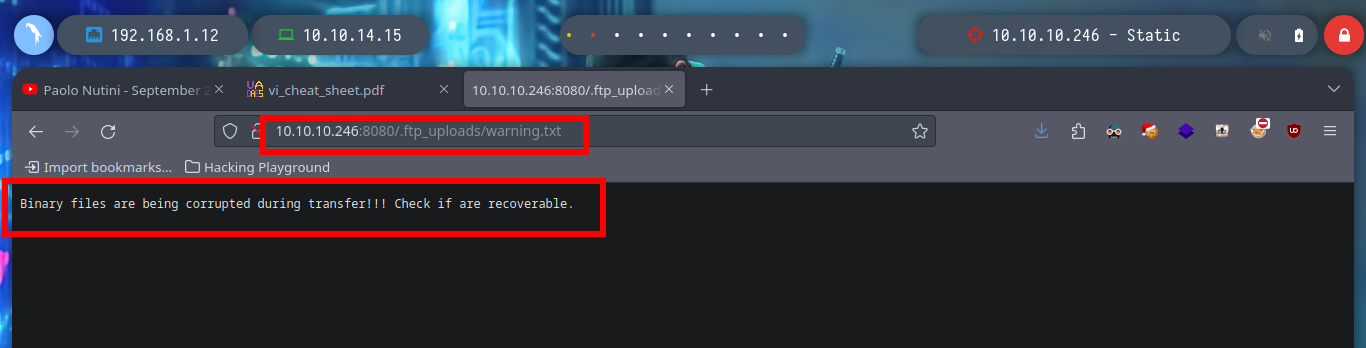 192.168.1.12
10.10.14.15
10.10.10.246 - Static
Paolo Nutini - September 2
vi_cheat_sheet.pdf
10.10.10.246:8080/.ftp_upload
10.10.10.246:8080/.ftp_uploads/warning.txt
Import bookmarks...
Hacking Playground
Binary files are being corrupted during transfer!!! Check if are recoverable.